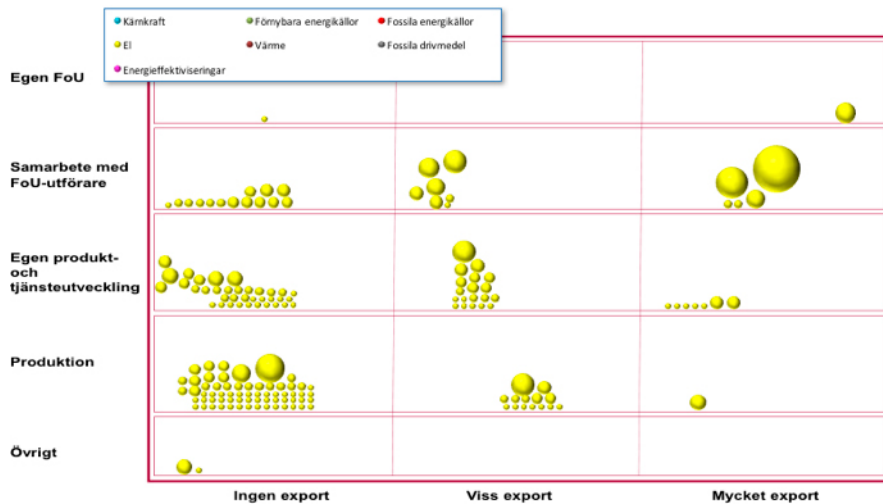 Kärnkraft
Förnybara energikällor
Fossila energikällor
El
Värme
Fossila drivmedel
Energieffektiviseringar
Egen FoU
Samarbete med
FoU-utförare
Egen produkt-
och
tjänsteutveckling
Produktion
Övrigt
Ingen export
Viss export
Mycket export